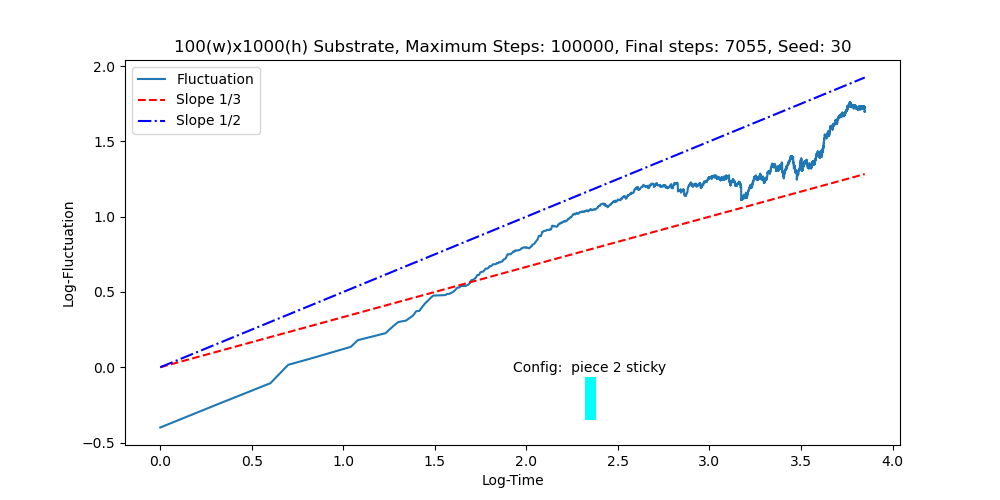 100(w)x1000(h) Substrate, Maximum Steps: 100000, Final steps: 7055, Seed: 30
Fluctuation
Slope 1/3
Slope 1/2
2.0
1.5
1.0
0.5
0.0
−0.5
Log-Fluctuation
Config:  piece 2 sticky
0.0 0.5 1.0 1.5 2.0 2.5 3.0 3.5 4.0
Log-Time